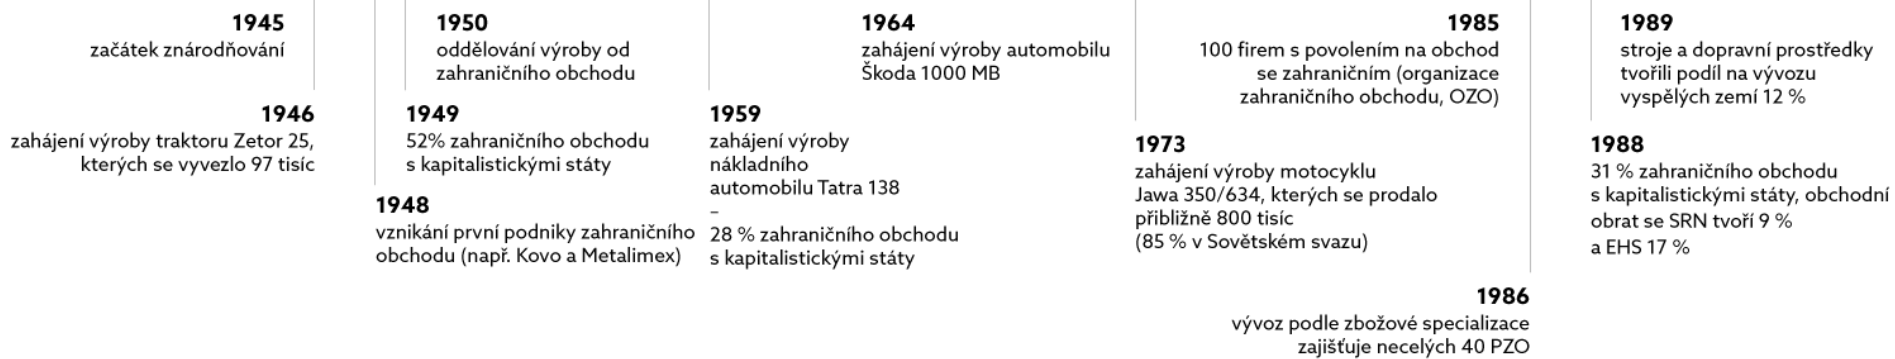 1945
začátek znárodňování
1946
zahájení výroby traktoru Zetor 25,
kterých se vyvezlo 97 tisíc
1948
vznikání první podniky zahraničního
obchodu (např. Kovo a Metalimex)
1949
52% zahraničního obchodu
s kapitalistickými státy
1950
oddělování výroby od
zahraničního obchodu
1959
zahájení výroby
nákladního
automobilu Tatra 138
–
28 % zahraničního obchodu
s kapitalistickými státy
1964
zahájení výroby automobilu
Škoda 1000 MB
1973
zahájení výroby motocyklu
Jawa 350/634, kterých se prodalo
přibližně 800 tisíc
(85 % v Sovětském svazu)
1985
100 firem s povolením na obchod
se zahraničním (organizace
zahraničního obchodu, OZO)
1986
vývoz podle zbožové specializace
zajišťuje necelých 40 PZO
1988
31 % zahraničního obchodu
s kapitalistickými státy, obchodní
obrat se SRN tvoří 9 %
a EHS 17 %
1989
stroje a dopravní prostředky
tvořili podíl na vývozu
vyspělých zemí 12 %